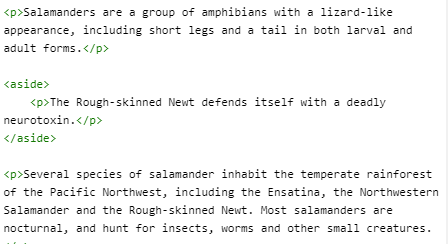 <p>Salamanders are a group of amphibians with a lizard-like
appearance, including short legs and a tail in both larval and
adult forms.</p>
<aside>
<p>The Rough-skinned Newt defends itself with a deadly
neurotoxin.</p>
</aside>
<p>Several species of salamander inhabit the temperate rainforest
of the Pacific Northwest, including the Ensatina, the Northwestern
Salamander and the Rough-skinned Newt. Most salamanders are
nocturnal, and hunt for insects, worms and other small creatures.